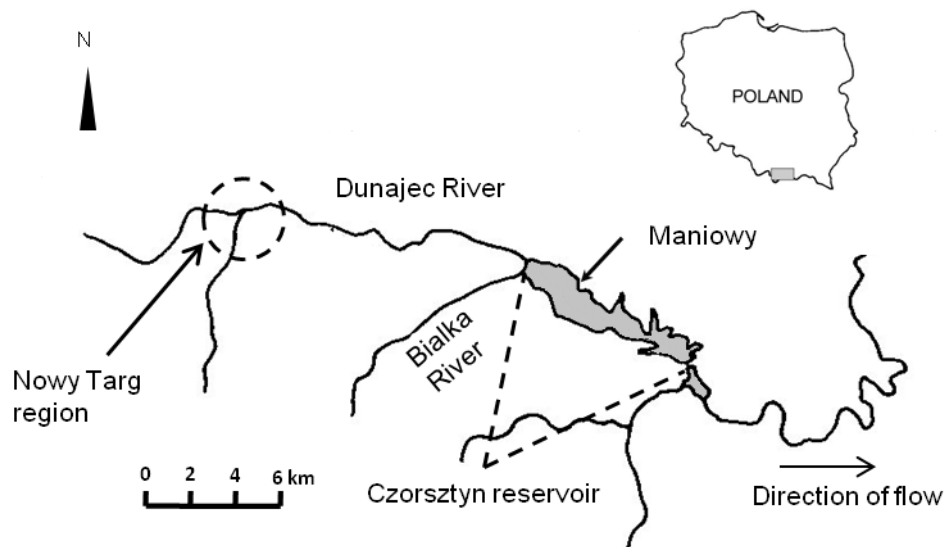 N
POLAND
Dunajec River
Maniowy
Bialka
River
Nowy Targ
region
0 2 4 6 km
Czorsztyn reservoir
Direction of flow